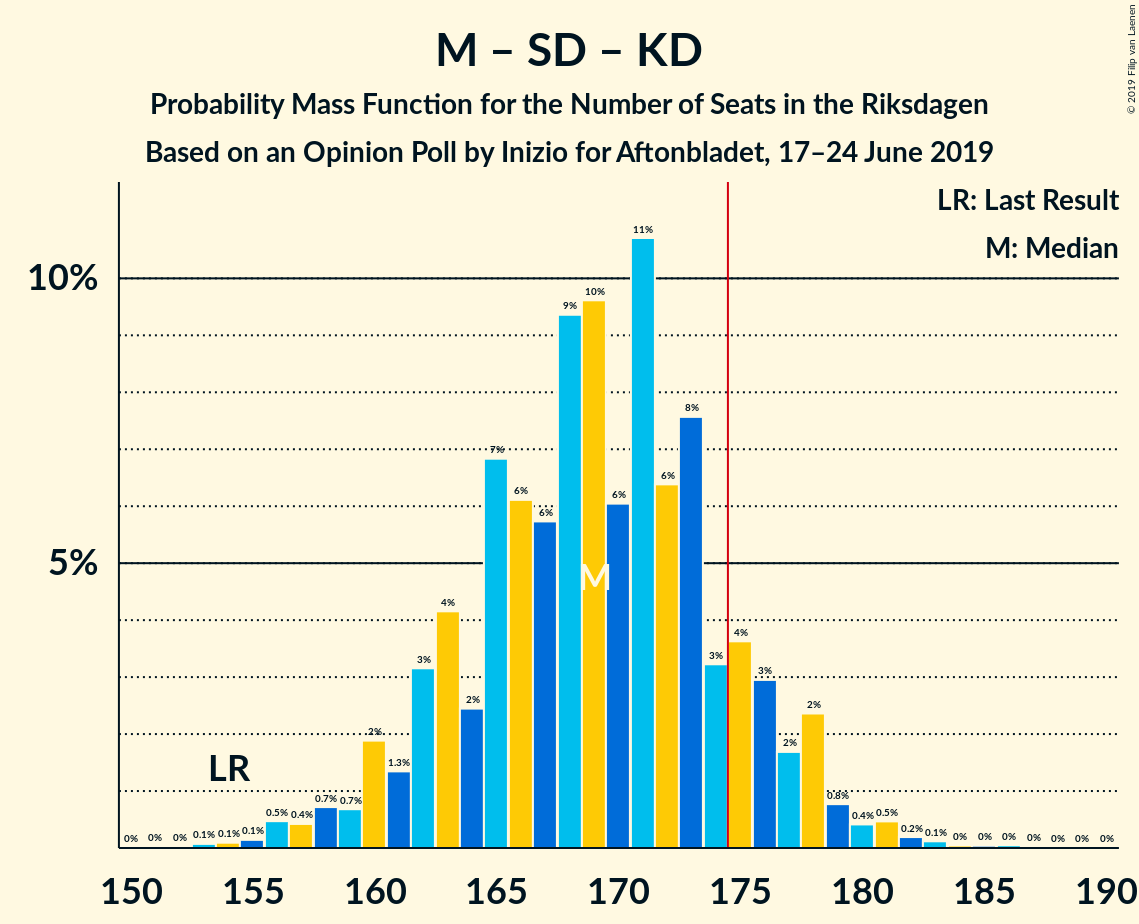 M – SD – KD
Probability Mass Function for the Number of Seats in the Riksdagen
Based on an Opinion Poll by Inizio for Aftonbladet, 17–24 June 2019
© 2019 Filip van Laenen
LR: Last Result
M: Median
10%
5%
0% 0% 0% 0.1% 0.1% 0.1% 0.5% 0.4% 0.7% 0.7% 2% 1.3% 3% 4% 2% 7% 6% 6% 9% 10% 6% 11% 6% 8% 3% 4% 3% 2% 2% 0.8% 0.4% 0.5% 0.2% 0.1% 0% 0% 0% 0% 0% 0% 0%
M
LR
150 155 160 165 170 175 180 185 190